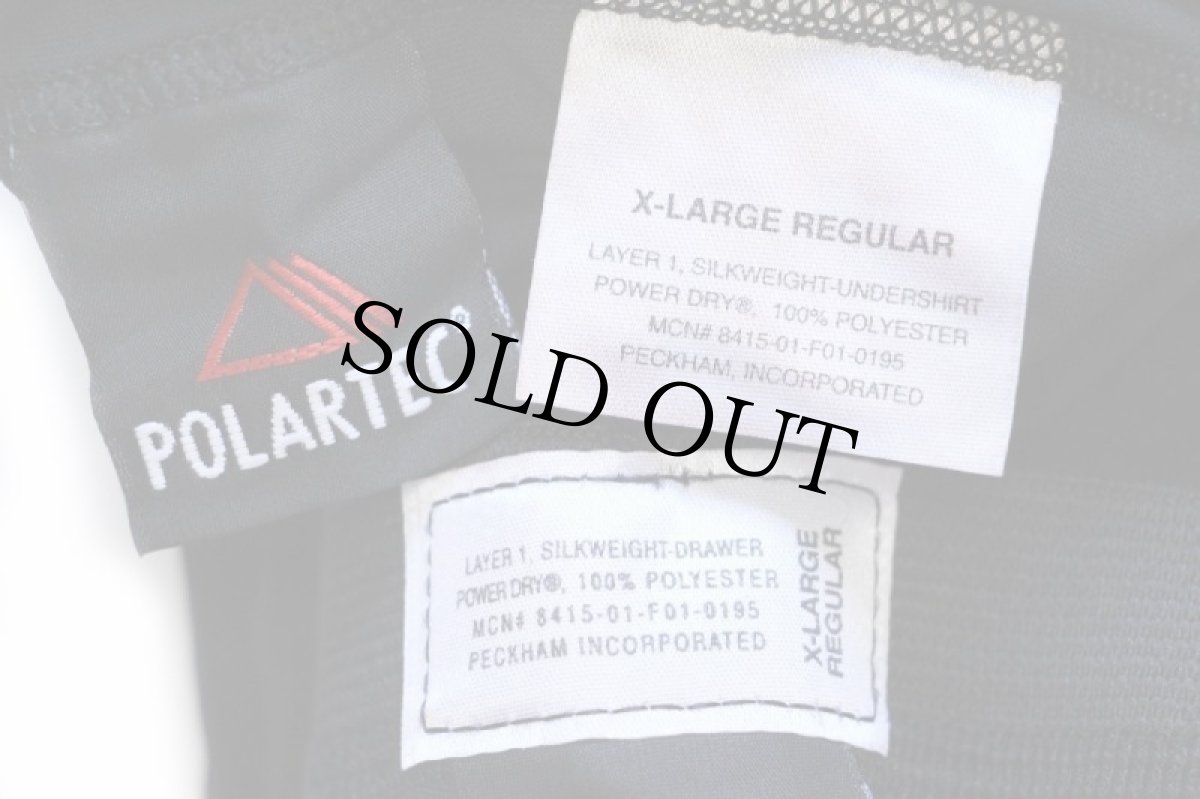 POLARTEC®
X-LARGE REGULAR
LAYER 1, SILKWEIGHT-UNDERSHIRT
POWER DRY®, 100% POLYESTER
MCN# 8415-01-F01-0195
PECKHAM, INCORPORATED
SOLD OUT
LAYER 1, SILKWEIGHT-DRAWER
POWER DRY®, 100% POLYESTER
MCN# 8415-01-F01-0195
PECKHAM INCORPORATED
X-LARGE
REGULAR